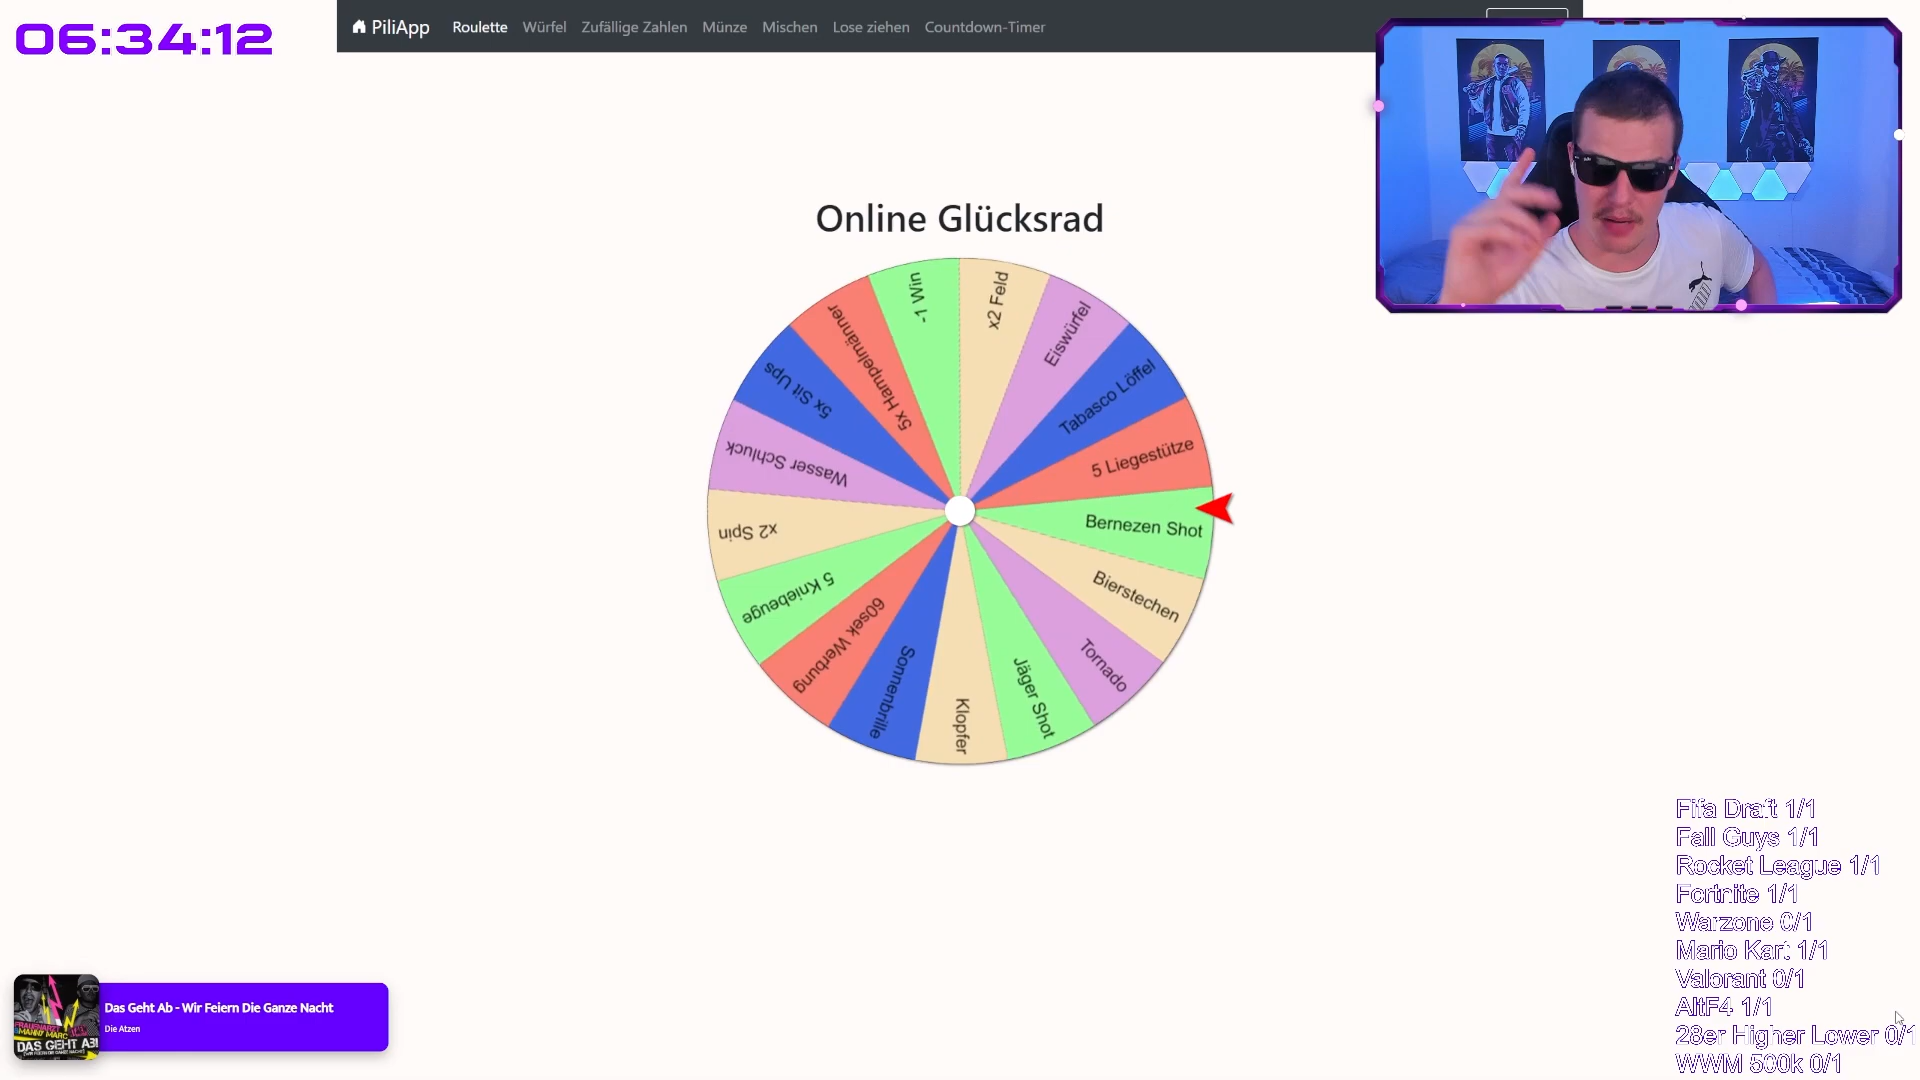 06:34:12
PiliApp Roulette Würfel Zufällige Zahlen Münze Mischen Lose ziehen Countdown-Timer
Online Glücksrad
x2 Feld
Eiswürfel
Tabasco Löffel
5 Liegestütze
Bernezen Shot
Bierstechen
Tornado
Jäger Shot
Klopfer
Sonnenbrille
60sek Werbung
5 Kniebeuge
x2 Spin
Wasser Schluck
5x Sit Ups
5x Hampelmänner
-1 Win
Fifa Draft 1/1
Fall Guys 1/1
Rocket League 1/1
Fortnite 1/1
Warzone 0/1
Mario Kart 1/1
Valorant 0/1
AltF4 1/1
28er Higher Lower 0/1
WWM 500k 0/1
FRAUENARZT
MANNY MARC
DAS GEHT AB!
Das Geht Ab - Wir Feiern Die Ganze Nacht
Die Atzen